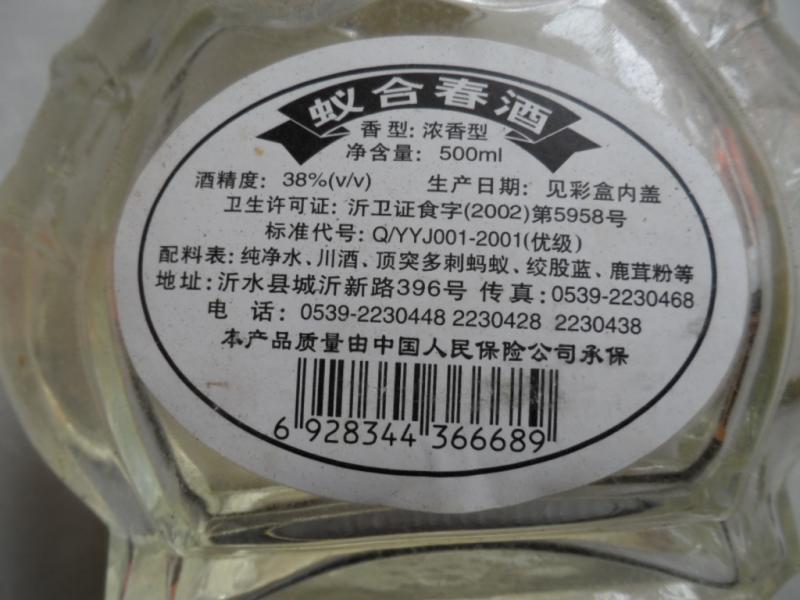 蚁合春酒
香型: 浓香型
净含量: 500ml
酒精度: 38%(v/v) 生产日期: 见彩盒内盖
卫生许可证: 沂卫证食字(2002)第5958号
标准代号: Q/YYJ001-2001(优级)
配料表: 纯净水、川酒、顶突多刺蚂蚁、绞股蓝、鹿茸粉等
地址: 沂水县城沂新路396号 传真: 0539-2230468
电 话: 0539-2230448 2230428 2230438
本产品质量由中国人民保险公司承保
6 928344 366689